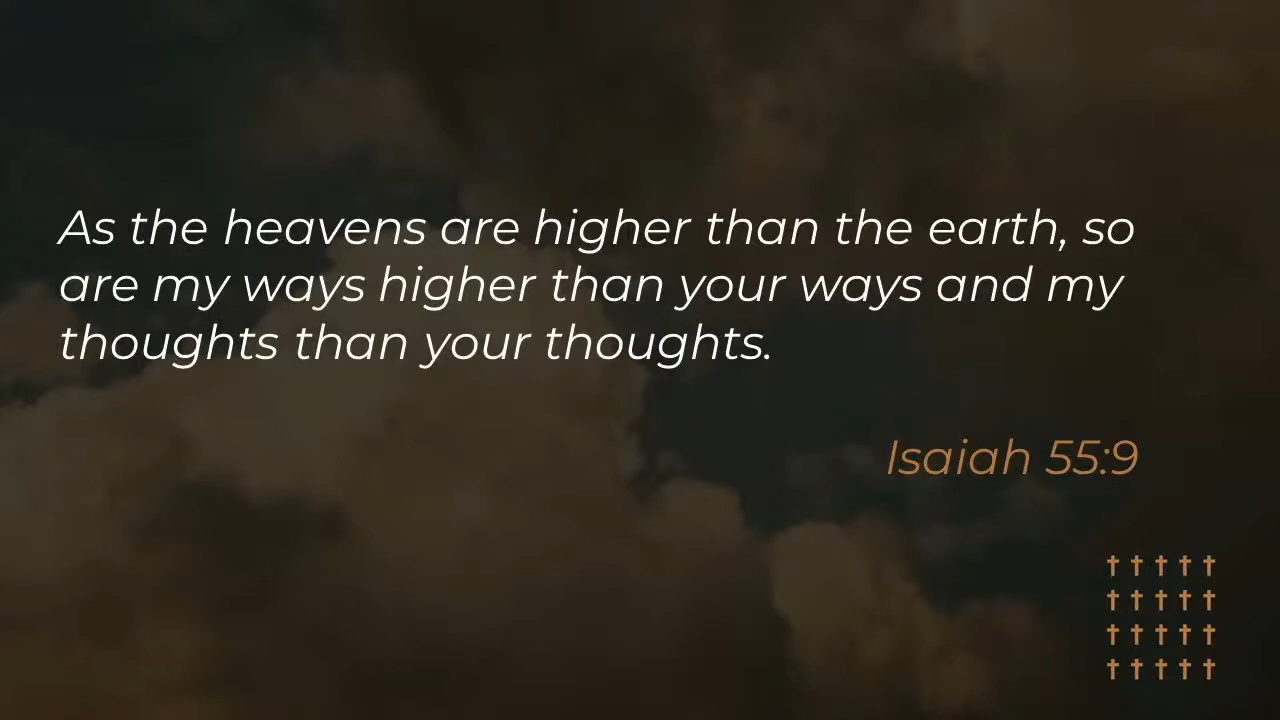 As the heavens are higher than the earth, so
are my ways higher than your ways and my
thoughts than your thoughts.
Isaiah 55:9